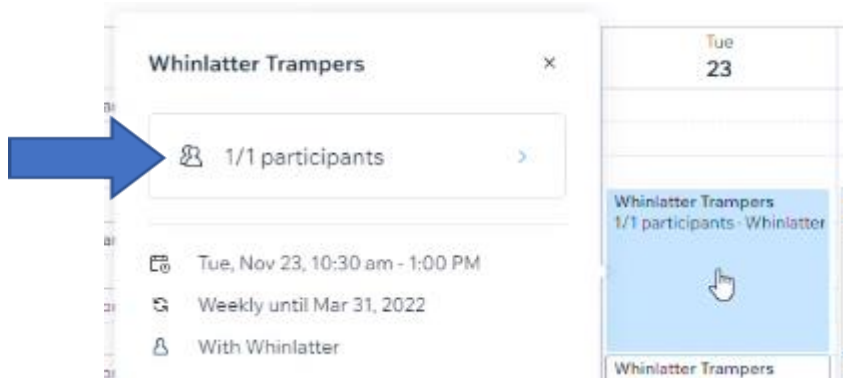 Whinlatter Trampers
1/1 participants
Tue, Nov 23, 10:30 am - 1:00 PM
Weekly until Mar 31, 2022
With Whinlatter
Tue
23
Whinlatter Trampers
1/1 participants · Whinlatter
Whinlatter Trampers